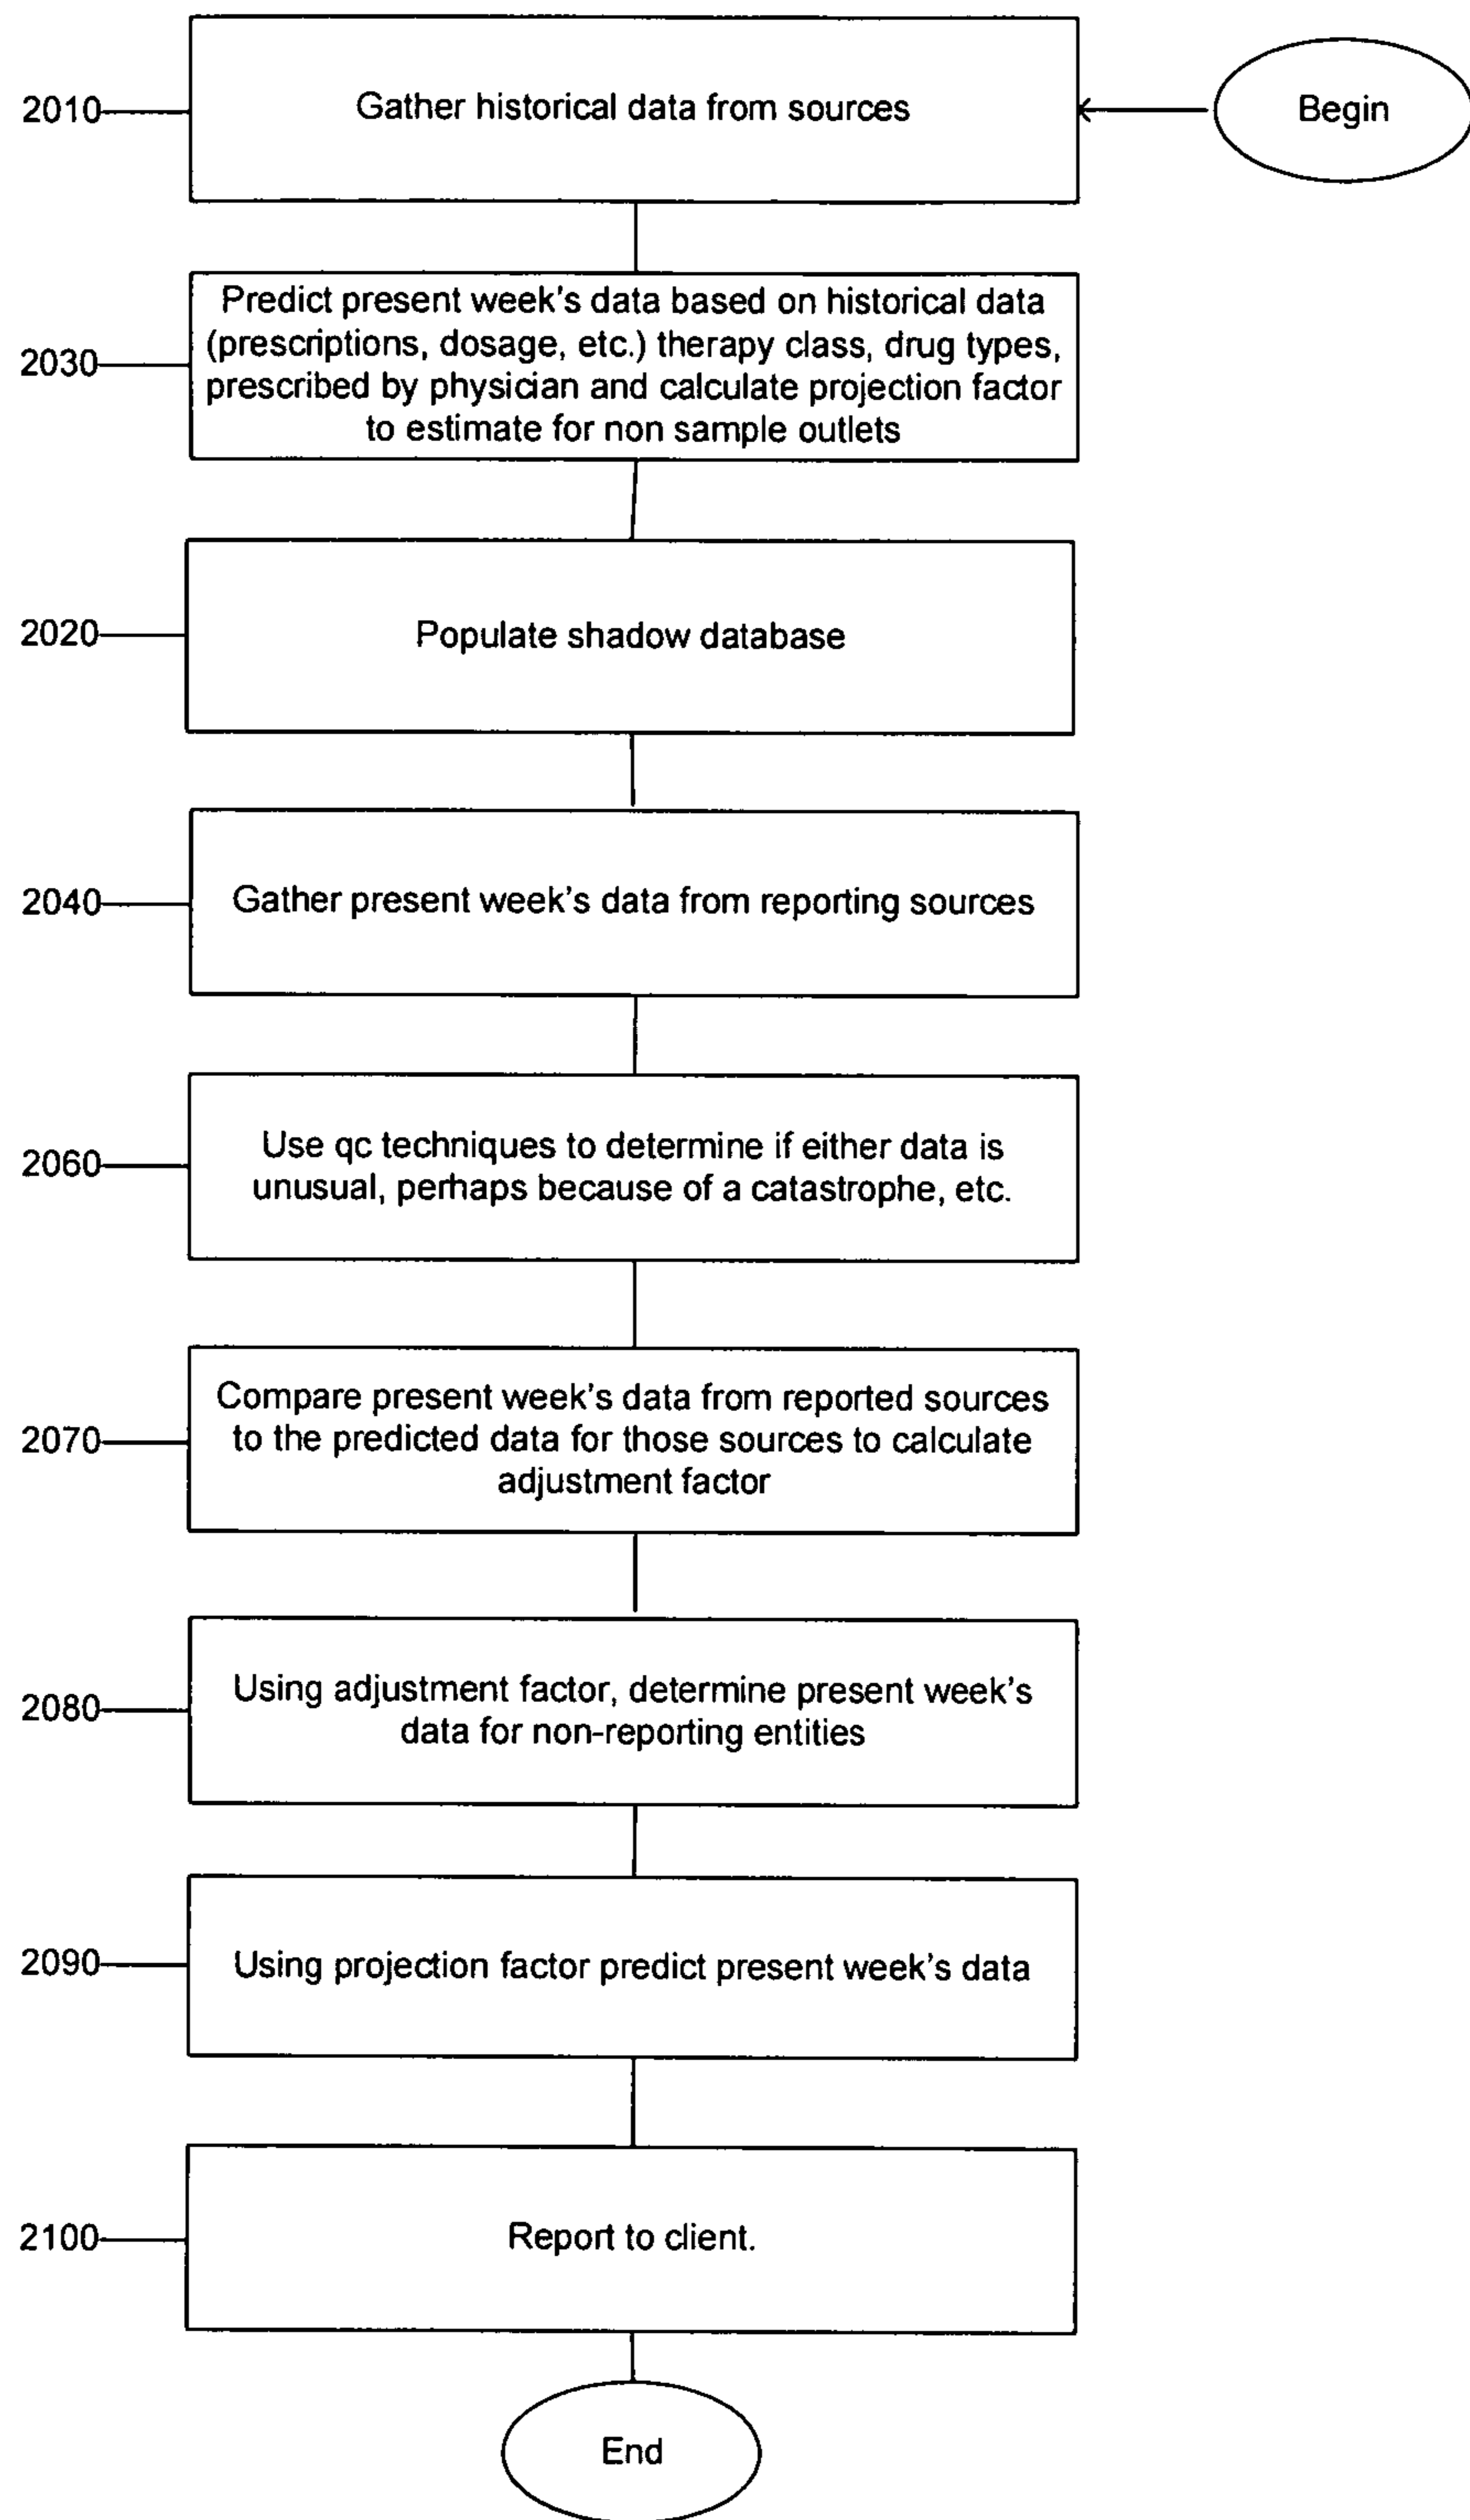 2010
Gather historical data from sources
Begin
2030
Predict present week's data based on historical data
(prescriptions, dosage, etc.) therapy class, drug types,
prescribed by physician and calculate projection factor
to estimate for non sample outlets
2020
Populate shadow database
2040
Gather present week's data from reporting sources
2060
Use qc techniques to determine if either data is
unusual, perhaps because of a catastrophe, etc.
2070
Compare present week's data from reported sources
to the predicted data for those sources to calculate
adjustment factor
2080
Using adjustment factor, determine present week's
data for non-reporting entities
2090
Using projection factor predict present week's data
2100
Report to client.
End